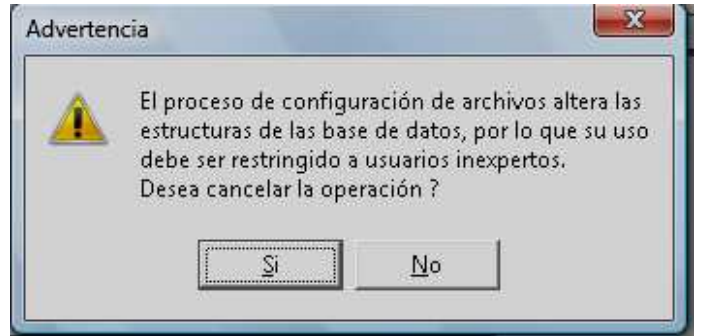 Advertencia
El proceso de configuración de archivos altera las
estructuras de las base de datos, por lo que su uso
debe ser restringido a usuarios inexpertos.
Desea cancelar la operación ?
Si
No